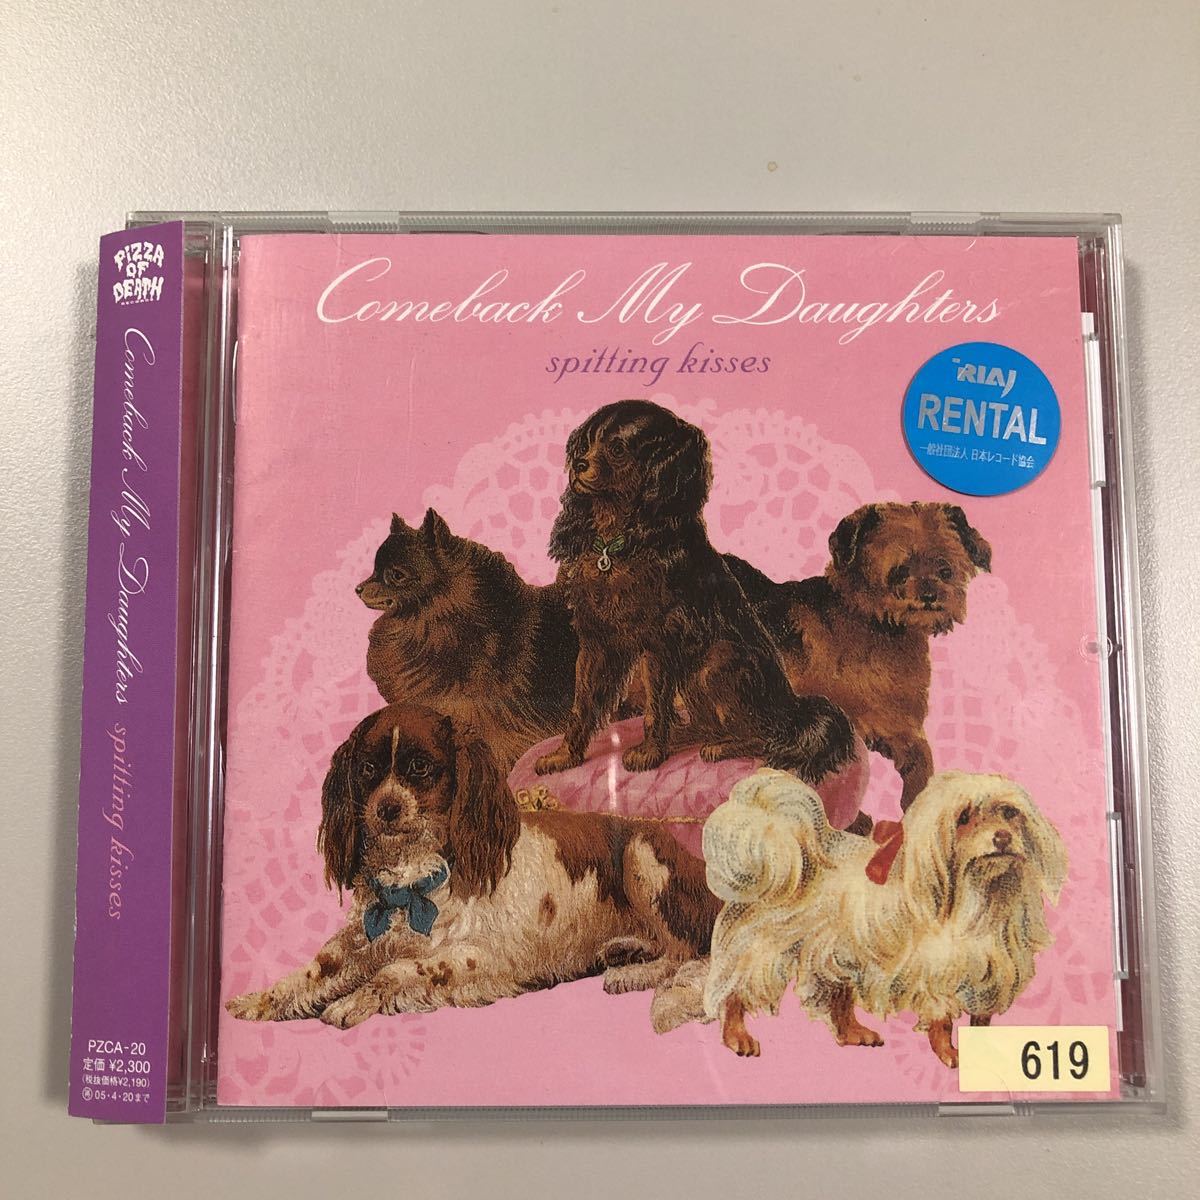 PIZZA
OF
DEATH
RECORDS
Comeback My Daughters spitting kisses
PZCA-20
定価 ¥2,300
(税抜価格¥2,190)
再 05・4・20まで
Comeback My Daughters
spitting kisses
RIAJ
RENTAL
一般社団法人 日本レコード協会
619